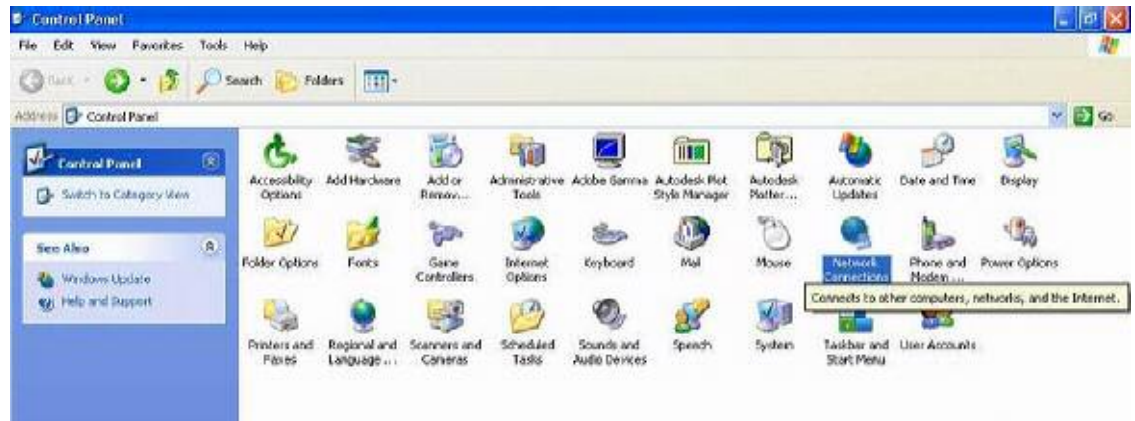 Control Panel
File Edit View Favorites Tools Help
Back Search Folders
Address Control Panel Go
Control Panel
Switch to Category View
See Also
Windows Update
Help and Support
Accessibility Options
Add Hardware
Add or Remov...
Administrative Tools
Adobe Gamma
Autodesk Plot Style Manager
Autodesk Plotter ...
Automatic Updates
Date and Time
Display
Folder Options
Fonts
Game Controllers
Internet Options
Keyboard
Mail
Mouse
Network Connections
Phone and Modem ...
Power Options
Connects to other computers, networks, and the Internet.
Printers and Faxes
Regional and Language ...
Scanners and Cameras
Scheduled Tasks
Sounds and Audio Devices
Speech
System
Taskbar and Start Menu
User Accounts